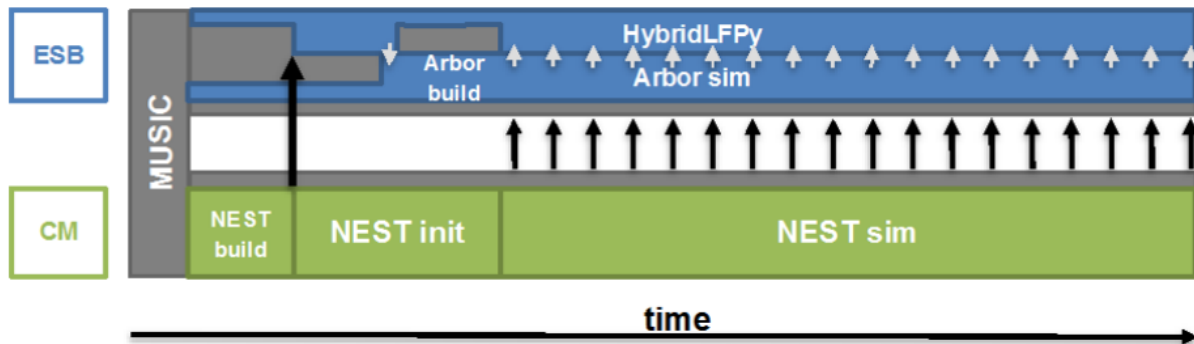 ESB
HybridLFPy
Arbor
build
Arbor sim
MUSIC
CM
NEST
build
NEST init
NEST sim
time